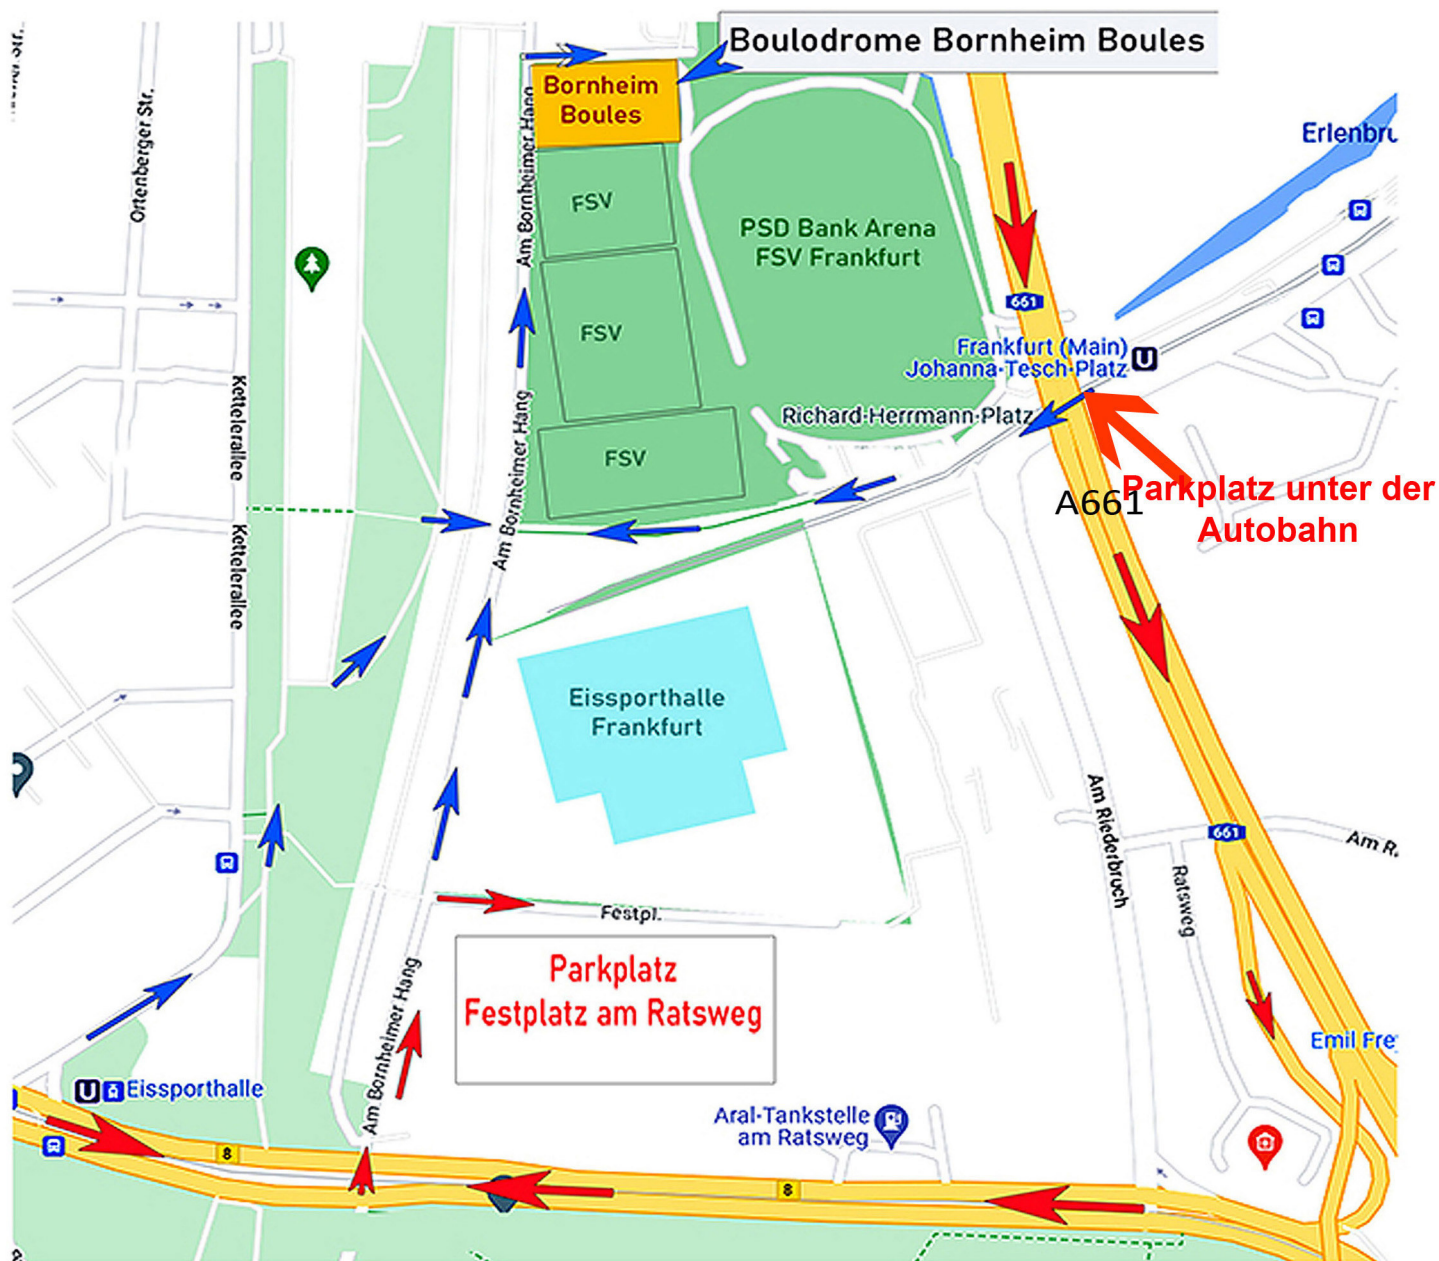 Boulodrome Bornheim Boules
Bornheim
Boules
Ortenberger Str.
Am Bornheimer Hang
Erlenbru
FSV
PSD Bank Arena
FSV Frankfurt
661
FSV
Frankfurt (Main)
Johanna-Tesch-Platz
U
Kettelerallee
Richard-Herrmann-Platz
Am Bornheimer Hang
FSV
A661
Parkplatz unter der
Autobahn
Kettelerallee
Eissporthalle
Frankfurt
Am Riederbruch
661
Am R.
Ratsweg
Festpl.
Parkplatz
Festplatz am Ratsweg
Am Bornheimer Hang
Emil Fre
U
Eissporthalle
Aral-Tankstelle
am Ratsweg
8
8